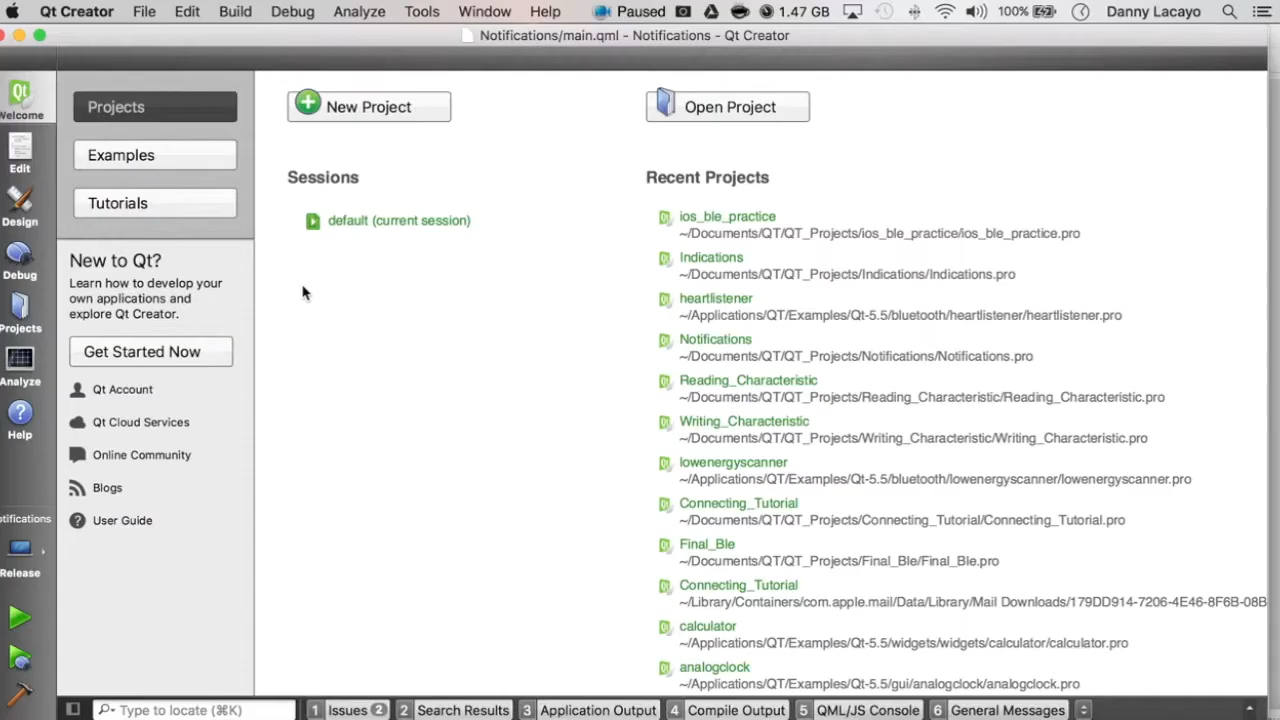 Qt Creator File Edit Build Debug Analyze Tools Window Help Paused 1.47 GB 100% Danny Lacayo
Notifications/main.qml - Notifications - Qt Creator
Qt
Welcome
Edit
Design
Debug
Projects
Analyze
Help
otifications
Release
Projects
Examples
Tutorials
New to Qt?
Learn how to develop your
own applications and
explore Qt Creator.
Get Started Now
Qt Account
Qt Cloud Services
Online Community
Blogs
User Guide
New Project
Sessions
default (current session)
Open Project
Recent Projects
ios_ble_practice
~/Documents/QT/QT_Projects/ios_ble_practice/ios_ble_practice.pro
Indications
~/Documents/QT/QT_Projects/Indications/Indications.pro
heartlistener
~/Applications/QT/Examples/Qt-5.5/bluetooth/heartlistener/heartlistener.pro
Notifications
~/Documents/QT/QT_Projects/Notifications/Notifications.pro
Reading_Characteristic
~/Documents/QT/QT_Projects/Reading_Characteristic/Reading_Characteristic.pro
Writing_Characteristic
~/Documents/QT/QT_Projects/Writing_Characteristic/Writing_Characteristic.pro
lowenergyscanner
~/Applications/QT/Examples/Qt-5.5/bluetooth/lowenergyscanner/lowenergyscanner.pro
Connecting_Tutorial
~/Documents/QT/QT_Projects/Connecting_Tutorial/Connecting_Tutorial.pro
Final_Ble
~/Documents/QT/QT_Projects/Final_Ble/Final_Ble.pro
Connecting_Tutorial
~/Library/Containers/com.apple.mail/Data/Library/Mail Downloads/179DD914-7206-4E46-8F6B-08B
calculator
~/Applications/QT/Examples/Qt-5.5/widgets/widgets/calculator/calculator.pro
analogclock
~/Applications/QT/Examples/Qt-5.5/gui/analogclock/analogclock.pro
Type to locate (⌘K) 1 Issues 2 2 Search Results 3 Application Output 4 Compile Output 5 QML/JS Console 6 General Messages